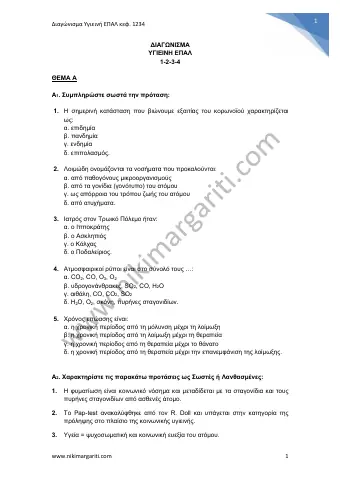 Διαγώνισμα Υγιεινή ΕΠΑΛ κεφ. 1234
1
ΔΙΑΓΩΝΙΣΜΑ
ΥΓΙΕΙΝΗ ΕΠΑΛ
1-2-3-4
ΘΕΜΑ Α
Α1. Συμπληρώστε σωστά την πρόταση:
1. Η σημερινή κατάσταση που βιώνουμε εξαιτίας του κορωνοϊού χαρακτηρίζεται
ως:
α. επιδημία
β. πανδημία
γ. ενδημία
δ. επιπολασμός.
2. Λοιμώδη ονομάζονται τα νοσήματα που προκαλούνται:
α. από παθογόνους μικροοργανισμούς
β. από τα γονίδια (γονότυπο) του ατόμου
γ. ως απόρροια του τρόπου ζωής του ατόμου
δ. από ατυχήματα.
3. Ιατρός στον Τρωικό Πόλεμο ήταν:
α. ο Ιπποκράτης
β. ο Ασκληπιός
γ. ο Κάλχας
δ. ο Ποδαλείριος.
4. Ατμοσφαιρικοί ρύποι είναι στο σύνολό τους …:
α. CO₂, CO, O₃, O₂
β. υδρογονάνθρακες, SO₂, CO, H₂O
γ. αιθάλη, CO, CO₂, SO₂
δ. H₂O, O₂, σκόνη, πυρήνες σταγονιδίων.
5. Χρόνος επώασης είναι:
α. η χρονική περίοδος από τη μόλυνση μέχρι τη λοίμωξη
β. η χρονική περίοδος από τη λοίμωξη μέχρι τη θεραπεία
γ. η χρονική περίοδος από τη θεραπεία μέχρι το θάνατο
δ. η χρονική περίοδος από τη θεραπεία μέχρι την επανεμφάνιση της λοίμωξης.
Α2. Χαρακτηρίστε τις παρακάτω προτάσεις ως Σωστές ή Λανθασμένες:
1. Η φυματίωση είναι κοινωνικό νόσημα και μεταδίδεται με τα σταγονίδια και τους
πυρήνες σταγονιδίων από ασθενείς άτομο.
2. Το Pap-test ανακαλύφθηκε από τον R. Doll και υπάγεται στην κατηγορία της
πρόληψης στο πλαίσιο της κοινωνικής υγιεινής.
3. Υγεία = ψυχοσωματική και κοινωνική ευεξία του ατόμου.
www.nikimargariti.com
www.nikimargariti.com
1